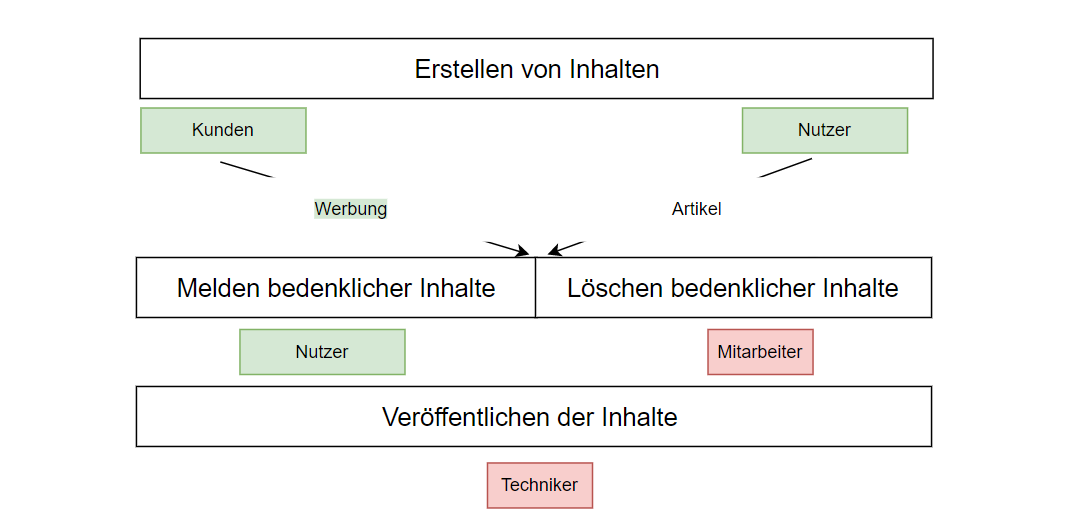 Erstellen von Inhalten
Kunden
Nutzer
Werbung
Artikel
Melden bedenklicher Inhalte
Löschen bedenklicher Inhalte
Nutzer
Mitarbeiter
Veröffentlichen der Inhalte
Techniker